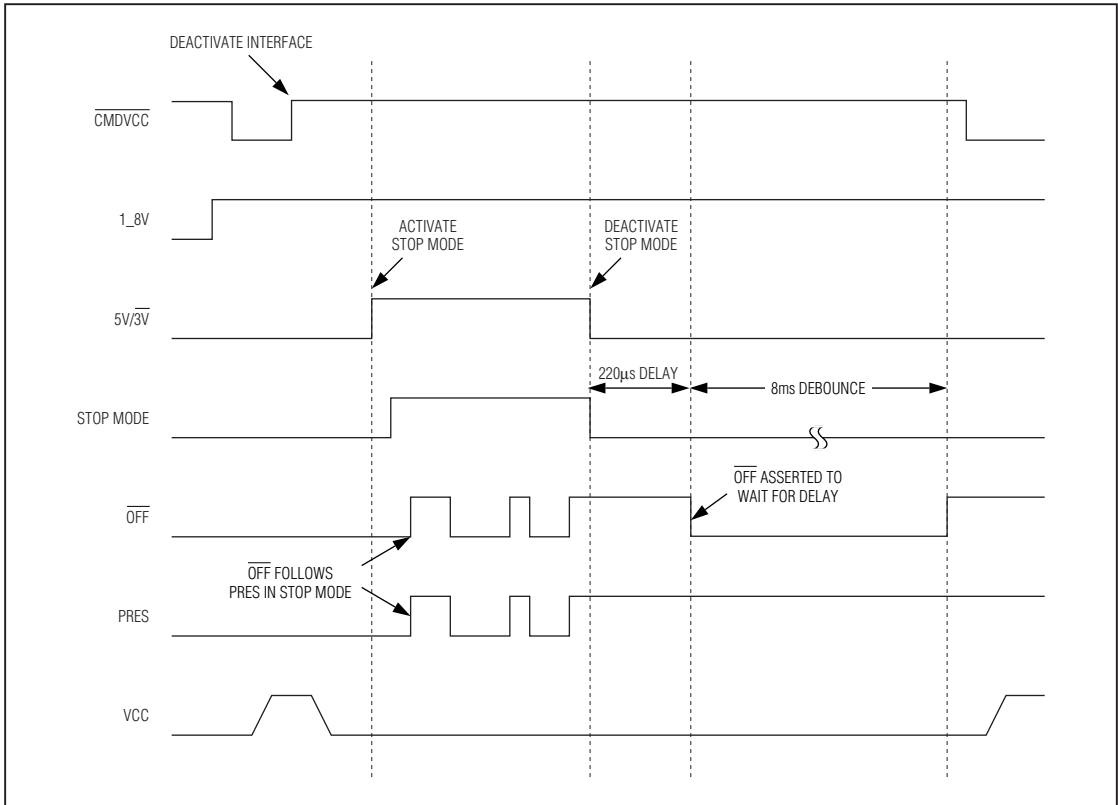 DEACTIVATE INTERFACE
CMDVCC
1_8V
ACTIVATE
STOP MODE
DEACTIVATE
STOP MODE
5V/3V
220μs DELAY
8ms DEBOUNCE
STOP MODE
OFF ASSERTED TO
WAIT FOR DELAY
OFF
OFF FOLLOWS
PRES IN STOP MODE
PRES
VCC